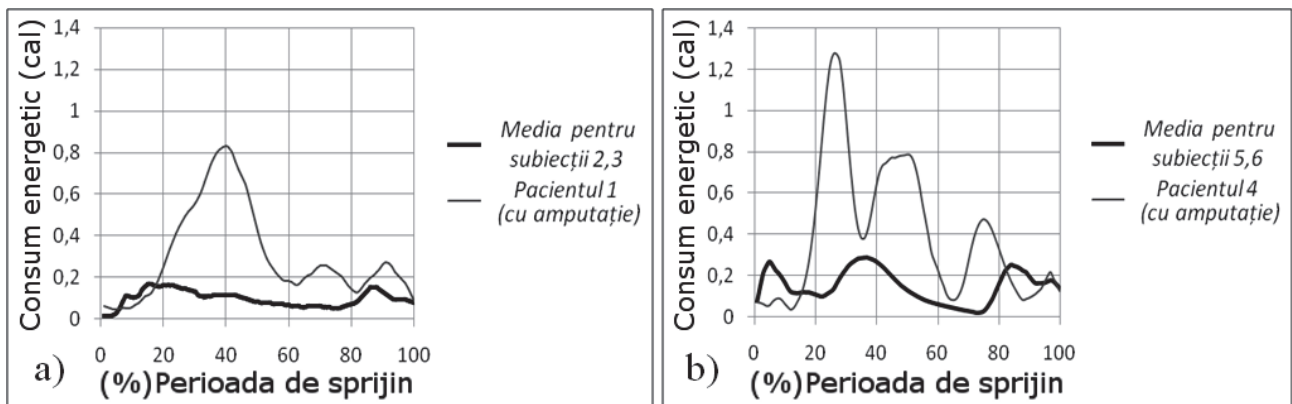 Consum energetic (cal)
1,4
1,2
1
0,8
0,6
0,4
0,2
0
0 20 40 60 80 100
(%)Perioada de sprijin
a)
Media pentru
subiecții 2,3
Pacientul 1
(cu amputație)
Consum energetic (cal)
1,4
1,2
1
0,8
0,6
0,4
0,2
0
0 20 40 60 80 100
(%)Perioada de sprijin
b)
Media pentru
subiecții 5,6
Pacientul 4
(cu amputație)